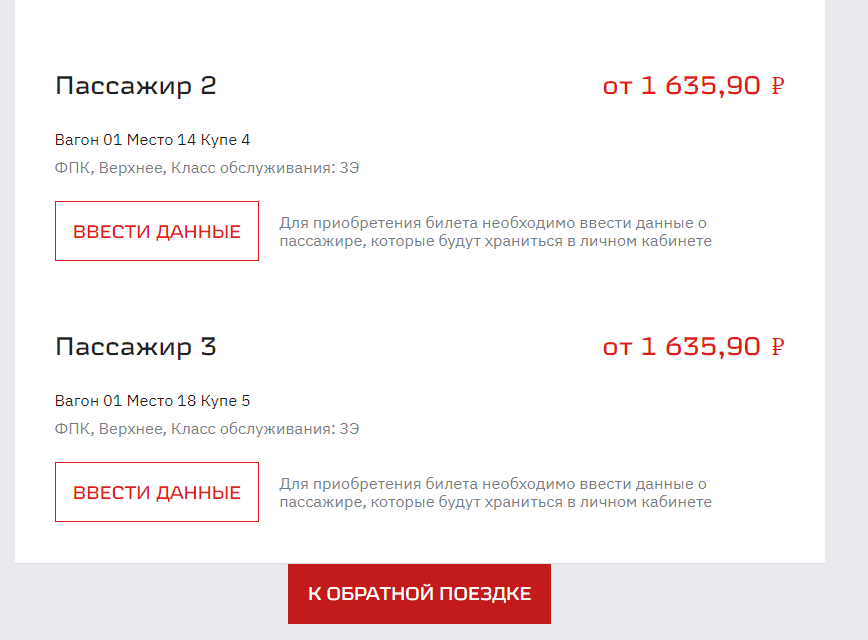 Пассажир 2
от 1 635,90 ₽
Вагон 01 Место 14 Купе 4
ФПК, Верхнее, Класс обслуживания: 3Э
ВВЕСТИ ДАННЫЕ
Для приобретения билета необходимо ввести данные о
пассажире, которые будут храниться в личном кабинете
Пассажир 3
от 1 635,90 ₽
Вагон 01 Место 18 Купе 5
ФПК, Верхнее, Класс обслуживания: 3Э
ВВЕСТИ ДАННЫЕ
Для приобретения билета необходимо ввести данные о
пассажире, которые будут храниться в личном кабинете
К ОБРАТНОЙ ПОЕЗДКЕ